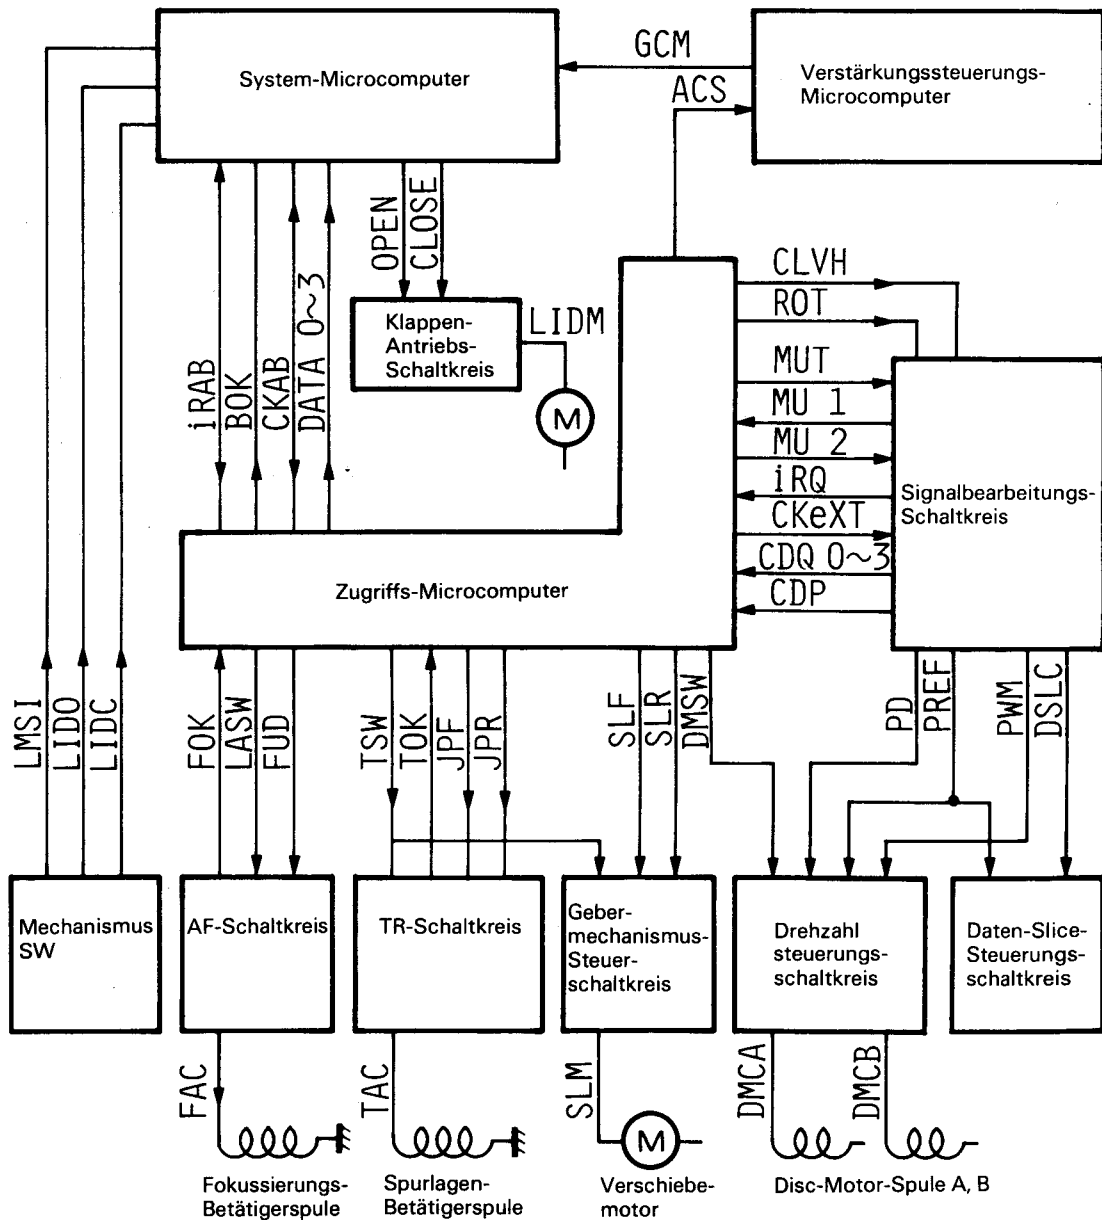 System-Microcomputer
GCM
ACS
Verstärkungssteuerungs-
Microcomputer
OPEN
CLOSE
iRAB
BOK
CKAB
DATA 0~3
Klappen-
Antriebs-
Schaltkreis
LIDM
M
CLVH
ROT
MUT
MU 1
MU 2
iRQ
CKeXT
CDQ 0~3
CDP
Signalbearbeitungs-
Schaltkreis
Zugriffs-Microcomputer
LMSI
LIDO
LIDC
FOK
LASW
FUD
TSW
TOK
JPF
JPR
SLF
SLR
DMSW
PD
PREF
PWM
DSLC
Mechanismus
SW
AF-Schaltkreis
TR-Schaltkreis
Geber-
mechanismus-
Steuer-
schaltkreis
Drehzahl
steuerungs-
schaltkreis
Daten-Slice-
Steuerungs-
schaltkreis
FAC
TAC
SLM
DMCA
DMCB
M
Fokussierungs-
Betätigerspule
Spurlagen-
Betätigerspule
Verschiebe-
motor
Disc-Motor-Spule A, B